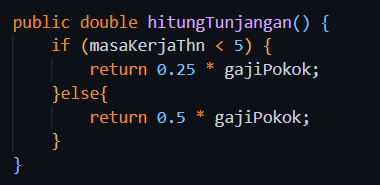 public double hitungTunjangan() {
    if (masaKerjaThn < 5) {
        return 0.25 * gajiPokok;
    }else{
        return 0.5 * gajiPokok;
    }
}